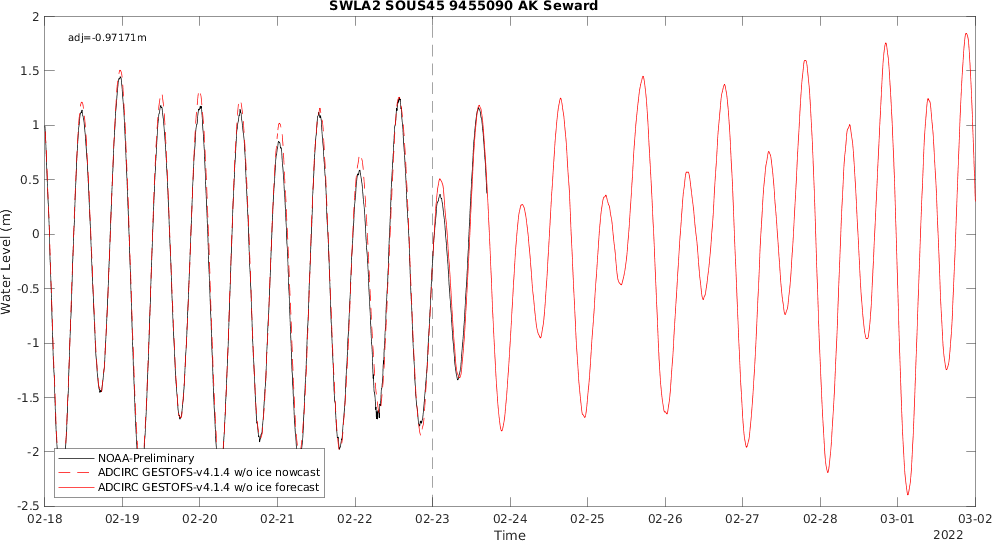 SWLA2 SOUS45 9455090 AK Seward
adj=-0.97171m
2
1.5
1
0.5
0
-0.5
-1
-1.5
-2
-2.5
Water Level (m)
NOAA-Preliminary
ADCIRC GESTOFS-v4.1.4 w/o ice nowcast
ADCIRC GESTOFS-v4.1.4 w/o ice forecast
02-18 02-19 02-20 02-21 02-22 02-23 02-24 02-25 02-26 02-27 02-28 03-01 03-02
Time
2022